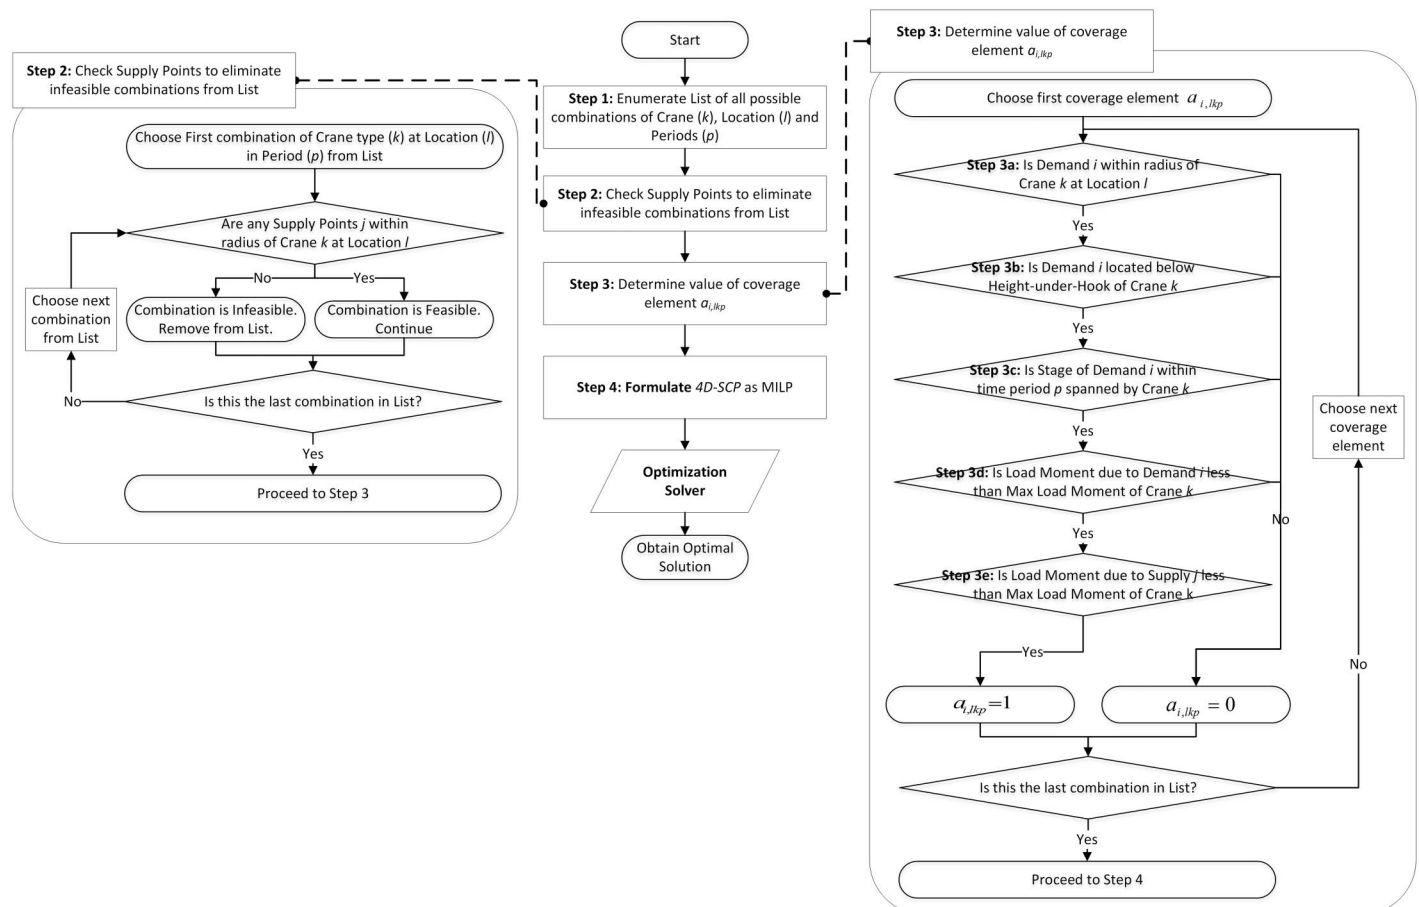 Step 2: Check Supply Points to eliminate
infeasible combinations from List
Choose First combination of Crane type (k) at Location (l)
in Period (p) from List
Are any Supply Points j within
radius of Crane k at Location l
No
Yes
Choose next
combination
from List
Combination is Infeasible.
Remove from List.
Combination is Feasible.
Continue
No
Is this the last combination in List?
Yes
Proceed to Step 3
Start
Step 1: Enumerate List of all possible
combinations of Crane (k), Location (l) and
Periods (p)
Step 2: Check Supply Points to eliminate
infeasible combinations from List
Step 3: Determine value of coverage
element a i,lkp
Step 4: Formulate 4D-SCP as MILP
Optimization
Solver
Obtain Optimal
Solution
Step 3: Determine value of coverage
element a i,lkp
Choose first coverage element a i,lkp
Step 3a: Is Demand i within radius of
Crane k at Location l
Yes
Step 3b: Is Demand i located below
Height-under-Hook of Crane k
Yes
Step 3c: Is Stage of Demand i within
time period p spanned by Crane k
Yes
Choose next
coverage
element
Step 3d: Is Load Moment due to Demand i less
than Max Load Moment of Crane k
No
Yes
Step 3e: Is Load Moment due to Supply j less
than Max Load Moment of Crane k
Yes
No
a i,lkp =1
a i,lkp = 0
Is this the last combination in List?
Yes
Proceed to Step 4